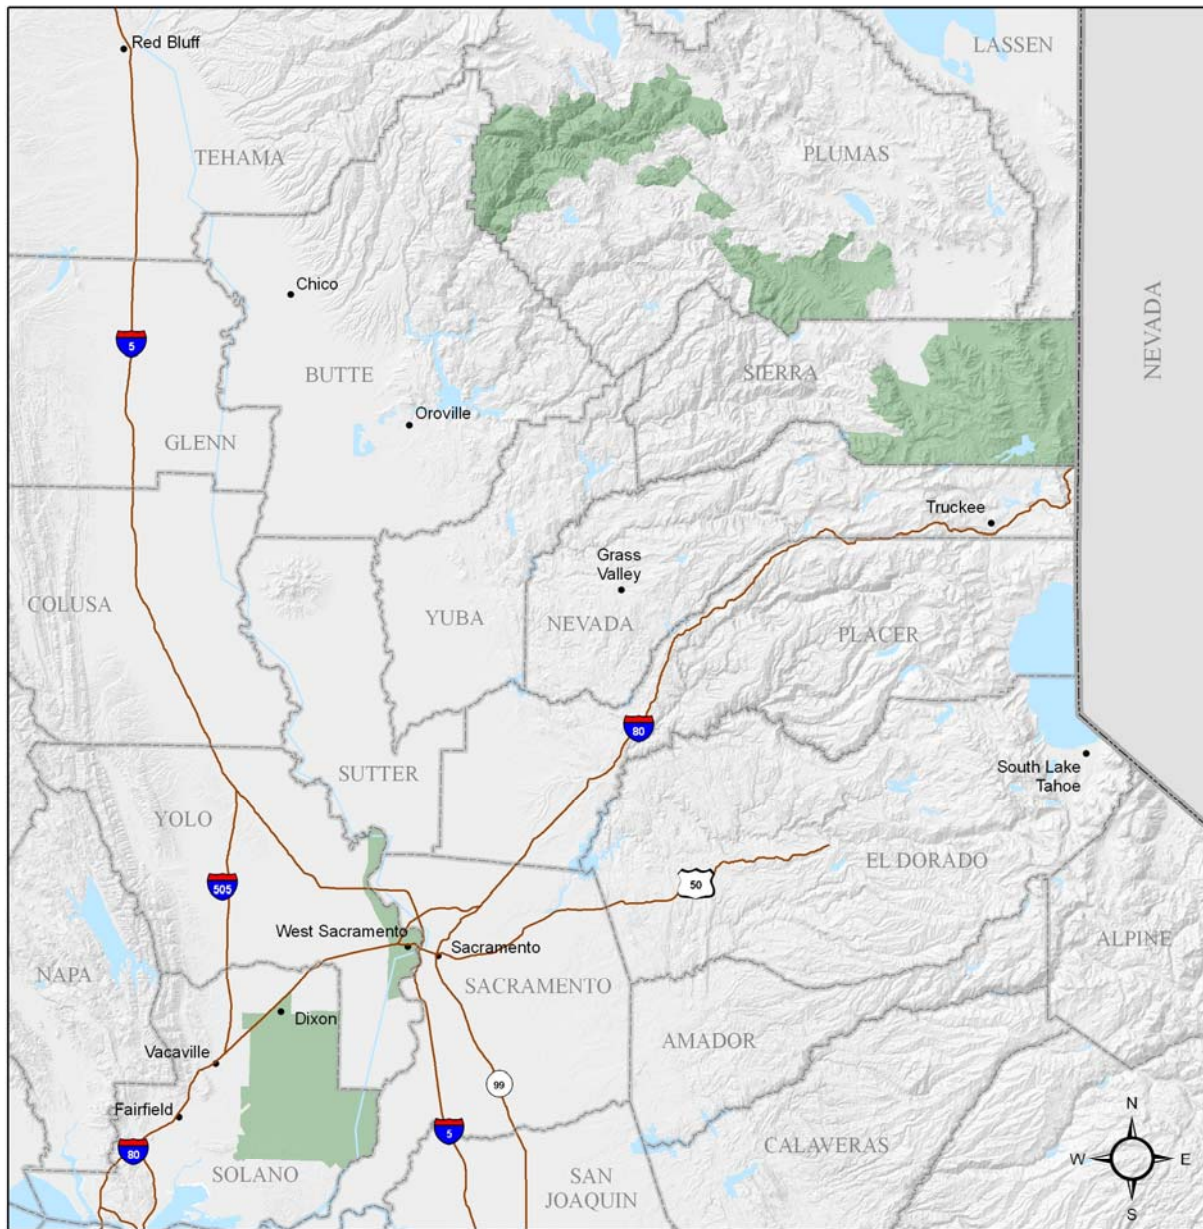 Red Bluff
LASSEN
TEHAMA
PLUMAS
Chico
5
BUTTE
SIERRA
NEVADA
Oroville
GLENN
Truckee
Grass
Valley
COLUSA
YUBA
NEVADA
PLACER
80
SUTTER
South Lake
Tahoe
YOLO
EL DORADO
505
50
West Sacramento
Sacramento
ALPINE
NAPA
SACRAMENTO
Dixon
AMADOR
Vacaville
99
Fairfield
N
5
80
CALAVERAS
W
E
SOLANO
SAN
JOAQUIN
S